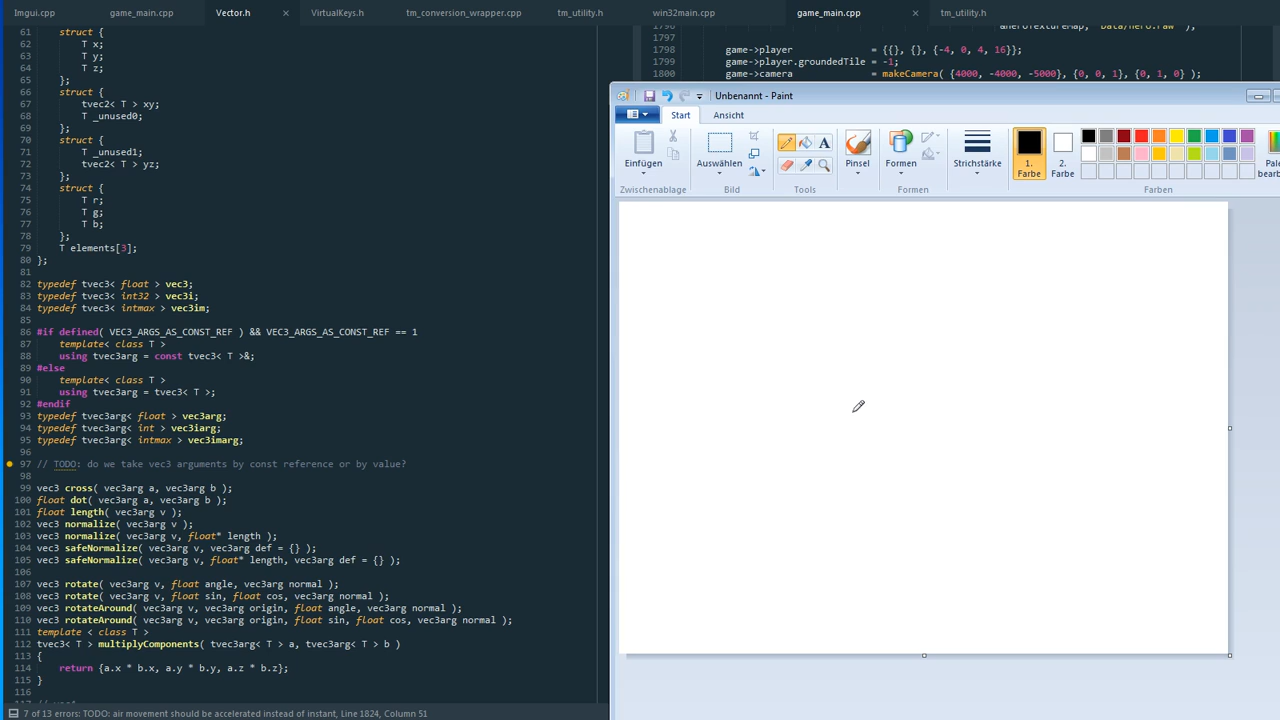 Imgui.cpp game_main.cpp Vector.h × VirtualKeys.h tm_conversion_wrapper.cpp tm_utility.h win32main.cpp game_main.cpp × tm_utility.h
61 struct {
62 T x;
63 T y;
64 T z;
65 };
66 struct {
67 tvec2< T > xy;
68 T _unused0;
69 };
70 struct {
71 T _unused1;
72 tvec2< T > yz;
73 };
74 struct {
75 T r;
76 T g;
77 T b;
78 };
79 T elements[3];
80 };
81
82 typedef tvec3< float > vec3;
83 typedef tvec3< int32 > vec3i;
84 typedef tvec3< intmax > vec3im;
85
86 #if defined( VEC3_ARGS_AS_CONST_REF ) && VEC3_ARGS_AS_CONST_REF == 1
87 template< class T >
88 using tvec3arg = const tvec3< T >&;
89 #else
90 template< class T >
91 using tvec3arg = tvec3< T >;
92 #endif
93 typedef tvec3arg< float > vec3arg;
94 typedef tvec3arg< int > vec3iarg;
95 typedef tvec3arg< intmax > vec3imarg;
96
97 // TODO: do we take vec3 arguments by const reference or by value?
98
99 vec3 cross( vec3arg a, vec3arg b );
100 float dot( vec3arg a, vec3arg b );
101 float length( vec3arg v );
102 vec3 normalize( vec3arg v );
103 vec3 normalize( vec3arg v, float* length );
104 vec3 safeNormalize( vec3arg v, vec3arg def = {} );
105 vec3 safeNormalize( vec3arg v, float* length, vec3arg def = {} );
106
107 vec3 rotate( vec3arg v, float angle, vec3arg normal );
108 vec3 rotate( vec3arg v, float sin, float cos, vec3arg normal );
109 vec3 rotateAround( vec3arg v, vec3arg origin, float angle, vec3arg normal );
110 vec3 rotateAround( vec3arg v, vec3arg origin, float sin, float cos, vec3arg normal );
111 template < class T >
112 tvec3< T > multiplyComponents( tvec3arg< T > a, tvec3arg< T > b )
113 {
114 return {a.x * b.x, a.y * b.y, a.z * b.z};
115 }
116
7 of 13 errors: TODO: air movement should be accelerated instead of instant, Line 1824, Column 51
1797
1798 game->player = {{}, {}, {-4, 0, 4, 16}};
1799 game->player.groundedTile = -1;
1800 game->camera = makeCamera( {4000, -4000, -5000}, {0, 0, 1}, {0, 1, 0} );
Unbenannt - Paint
Start Ansicht
Einfügen Auswählen A Pinsel Formen Strichstärke 1. Farbe 2. Farbe
Zwischenablage Bild Tools Formen Farben